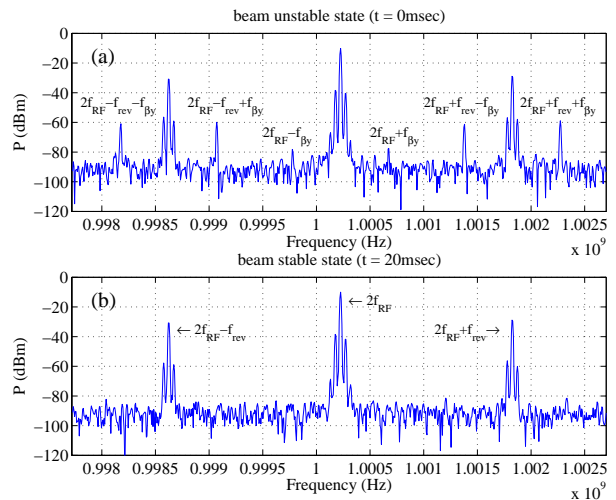 beam unstable state (t = 0msec)
(a)
P (dBm)
0
−20
−40
−60
−80
−100
−120
2f_RF−f_rev−f_βy
2f_RF−f_rev+f_βy
2f_RF−f_βy
2f_RF+f_βy
2f_RF+f_rev−f_βy
2f_RF+f_rev+f_βy
0.998 0.9985 0.999 0.9995 1 1.0005 1.001 1.0015 1.002 1.0025
Frequency (Hz)
x 10^9
beam stable state (t = 20msec)
(b)
P (dBm)
0
−20
−40
−60
−80
−100
−120
← 2f_RF−f_rev
← 2f_RF
2f_RF+f_rev →
0.998 0.9985 0.999 0.9995 1 1.0005 1.001 1.0015 1.002 1.0025
Frequency (Hz)
x 10^9